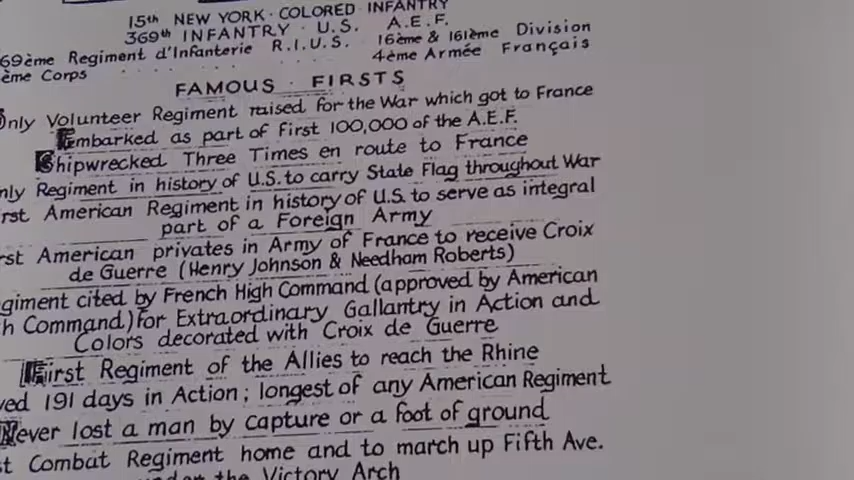 15th NEW YORK · COLORED INFANTRY
369th INFANTRY · U.S. A.E.F.
69ème Regiment d'Infanterie R.I.U.S. 16ème & 161ème Division
ème Corps . . . . . . . 4ème Armée Français
FAMOUS · FIRSTS
Only Volunteer Regiment raised for the War which got to France
Embarked as part of first 100,000 of the A.E.F.
Shipwrecked Three Times en route to France
nly Regiment in history of U.S. to carry State Flag throughout War
rst American Regiment in history of U.S. to serve as integral
part of a Foreign Army
rst American privates in Army of France to receive Croix
de Guerre (Henry Johnson & Needham Roberts)
egiment cited by French High Command (approved by American
h Command) for Extraordinary Gallantry in Action and
Colors decorated with Croix de Guerre
First Regiment of the Allies to reach the Rhine
ved 191 days in Action; longest of any American Regiment
Never lost a man by capture or a foot of ground
st Combat Regiment home and to march up Fifth Ave.
the Victory Arch